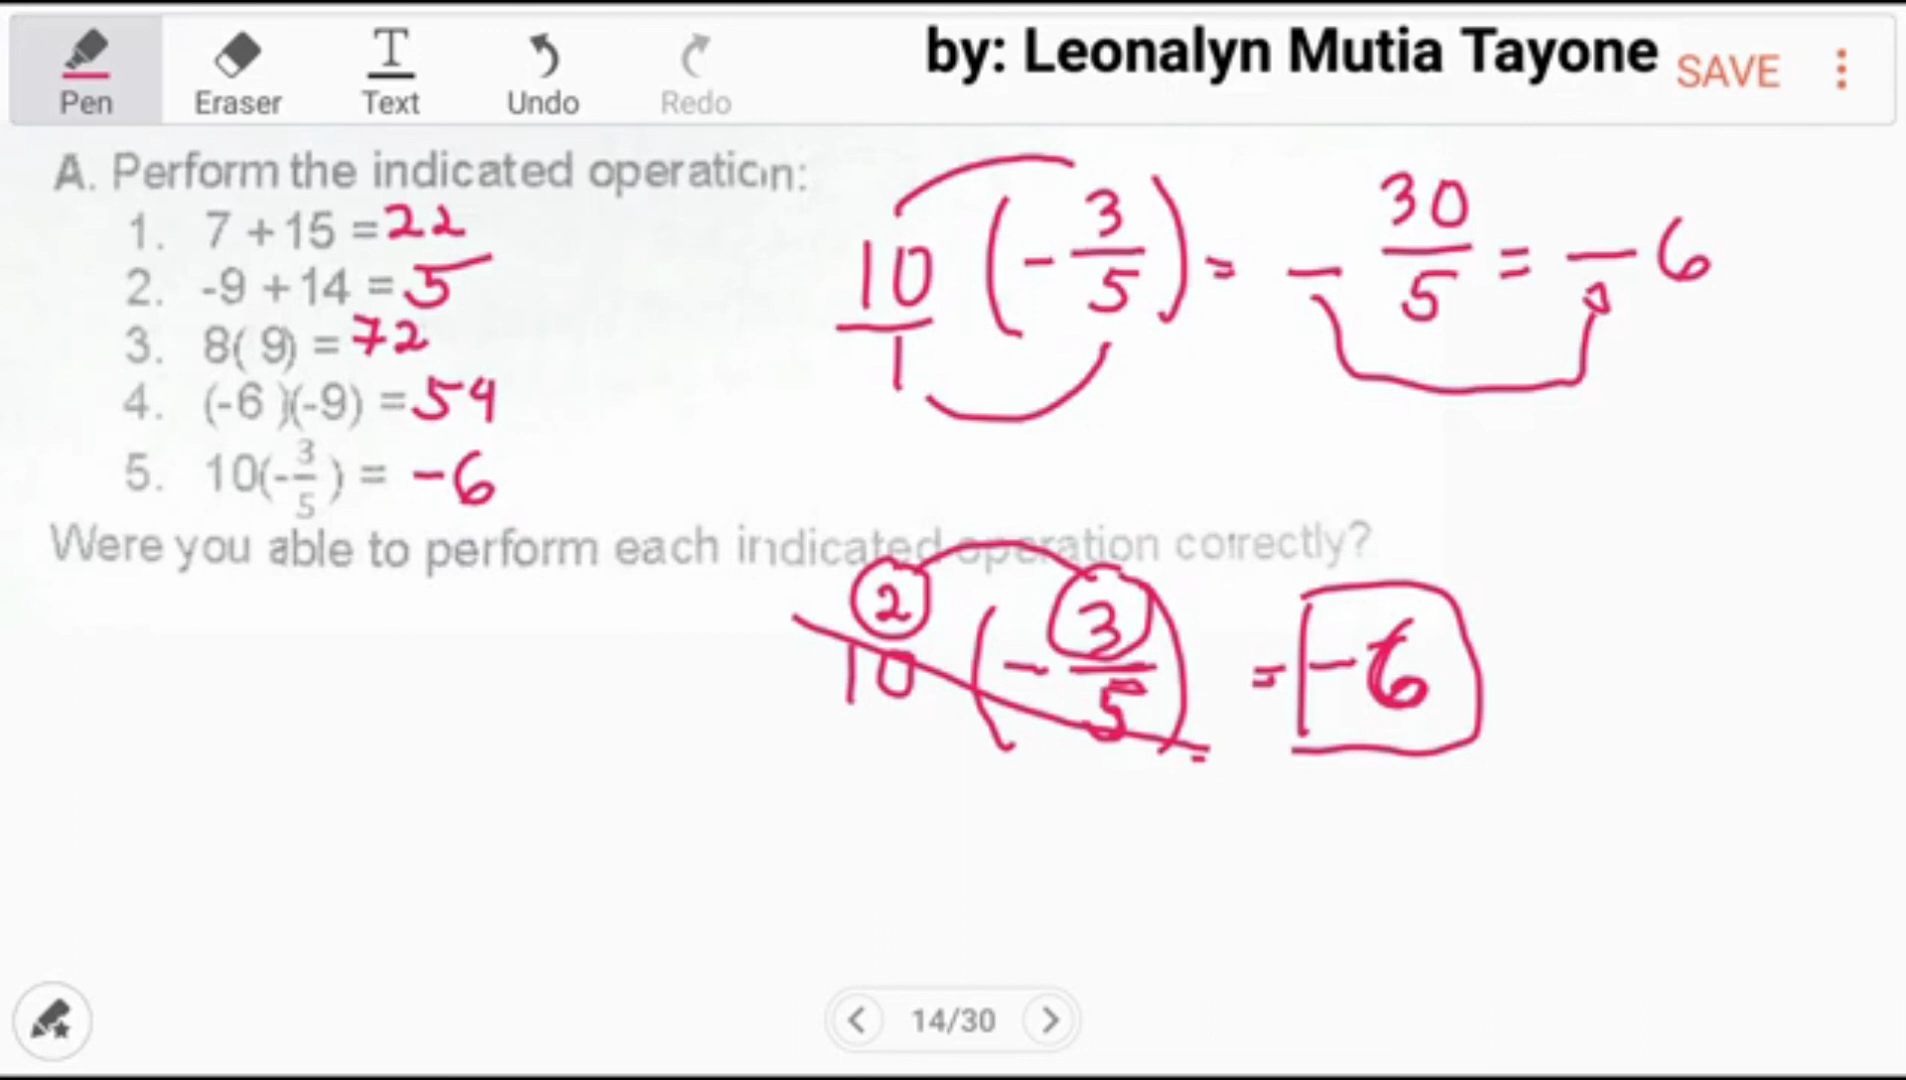 by: Leonalyn Mutia Tayone
SAVE
Pen
Eraser
Text
Undo
Redo
A. Perform the indicated operation:
1. 7 + 15 = 22
2. -9 + 14 = 5
3. 8( 9) = 72
4. (-6 )(-9) = 54
5. 10(-3/5) = -6
10/1 (-3/5) = -30/5 = -6
Were you able to perform each indicated operation correctly?
2
10 (-3/5) = -6
14/30